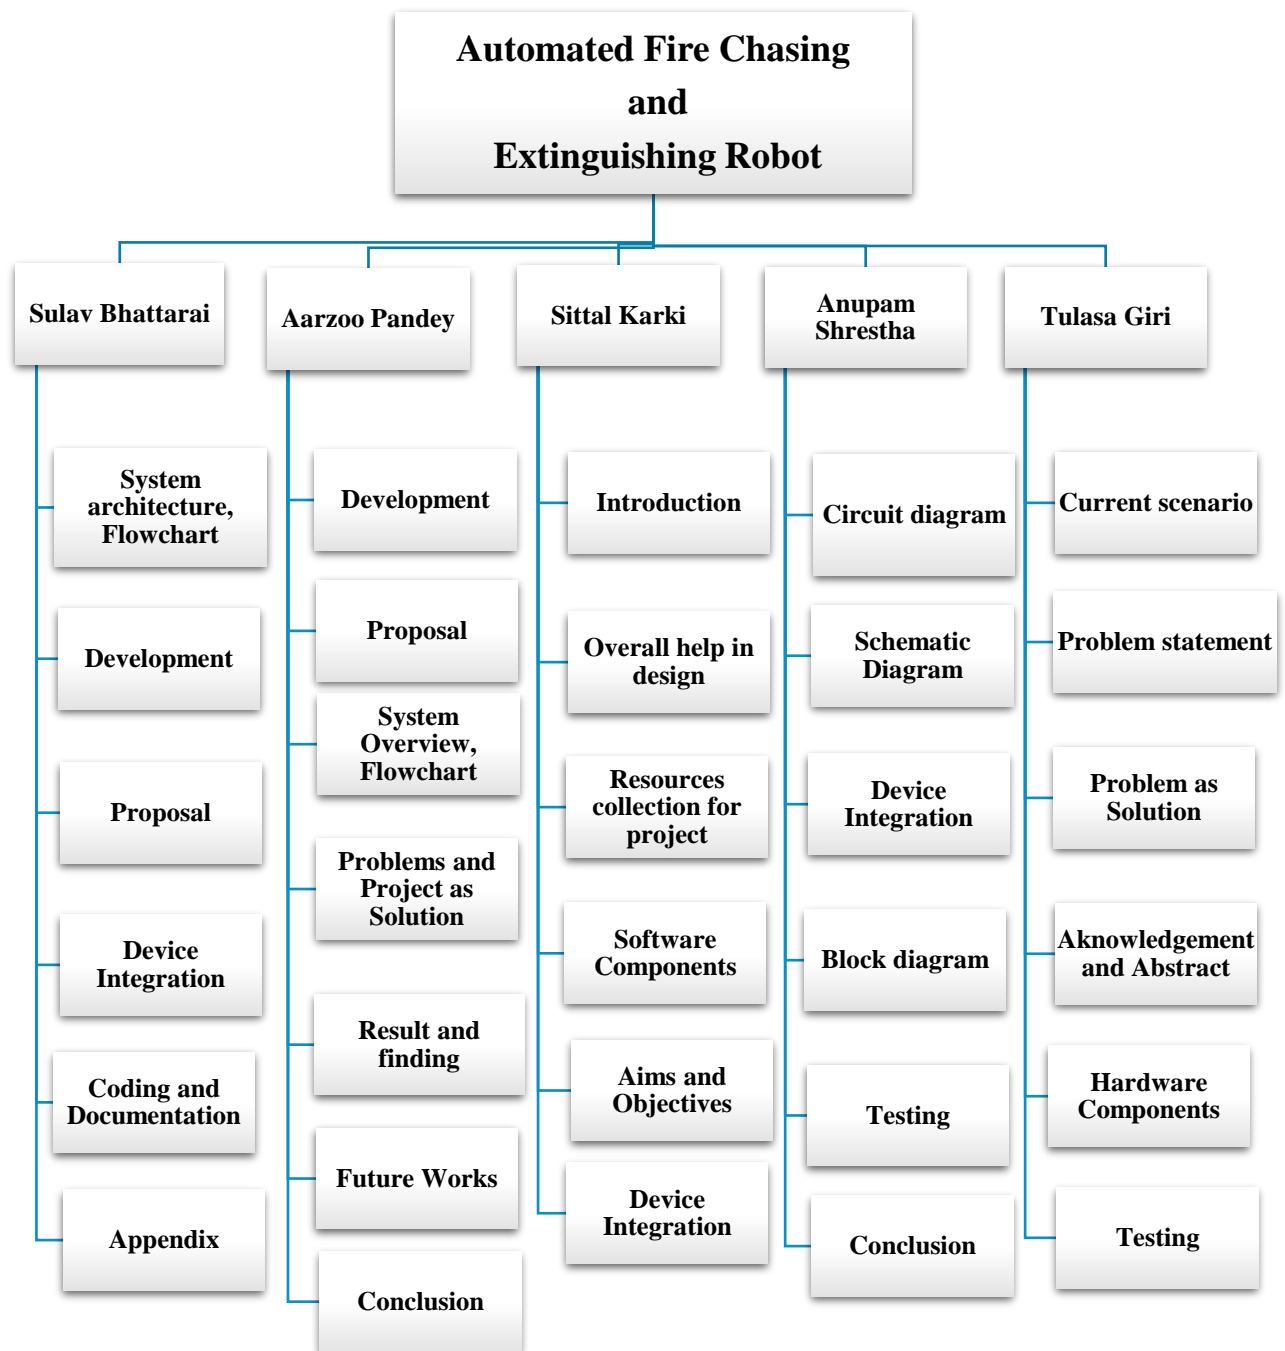 Automated Fire Chasing
and
Extinguishing Robot
Sulav Bhattarai
System
architecture,
Flowchart
Development
Proposal
Device
Integration
Coding and
Documentation
Appendix
Aarzoo Pandey
Development
Proposal
System
Overview,
Flowchart
Problems and
Project as
Solution
Result and
finding
Future Works
Conclusion
Sittal Karki
Introduction
Overall help in
design
Resources
collection for
project
Software
Components
Aims and
Objectives
Device
Integration
Anupam
Shrestha
Circuit diagram
Schematic
Diagram
Device
Integration
Block diagram
Testing
Conclusion
Tulasa Giri
Current scenario
Problem statement
Problem as
Solution
Aknowledgement
and Abstract
Hardware
Components
Testing